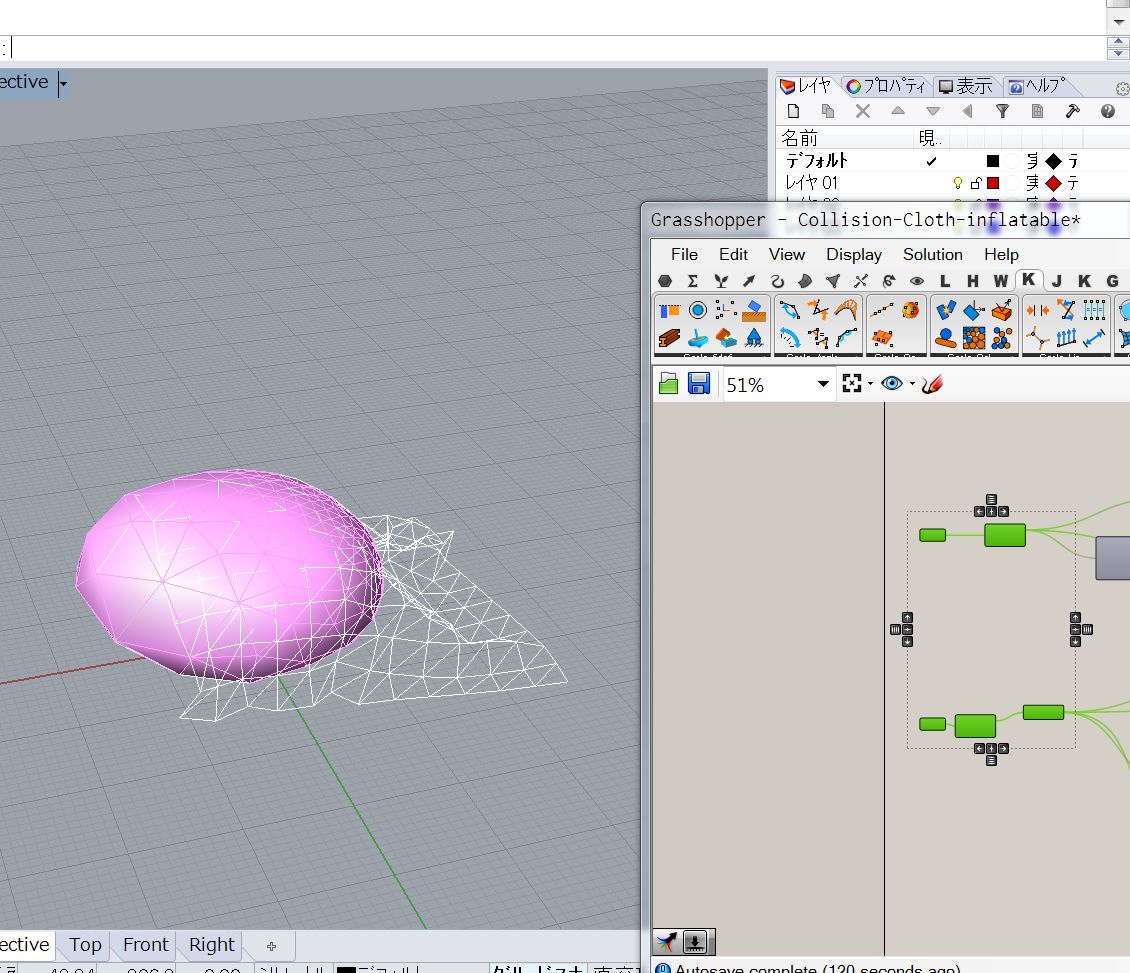 :
ective
レイヤ プロパティ 表示 ヘルプ
名前 現..
デフォルト ✓ 実 テ
レイヤ 01 実 テ
Grasshopper - Collision-Cloth-inflatable*
File Edit View Display Solution Help
L H W K J K G
51%
ective Top Front Right
Autosave complete (120 seconds ago)